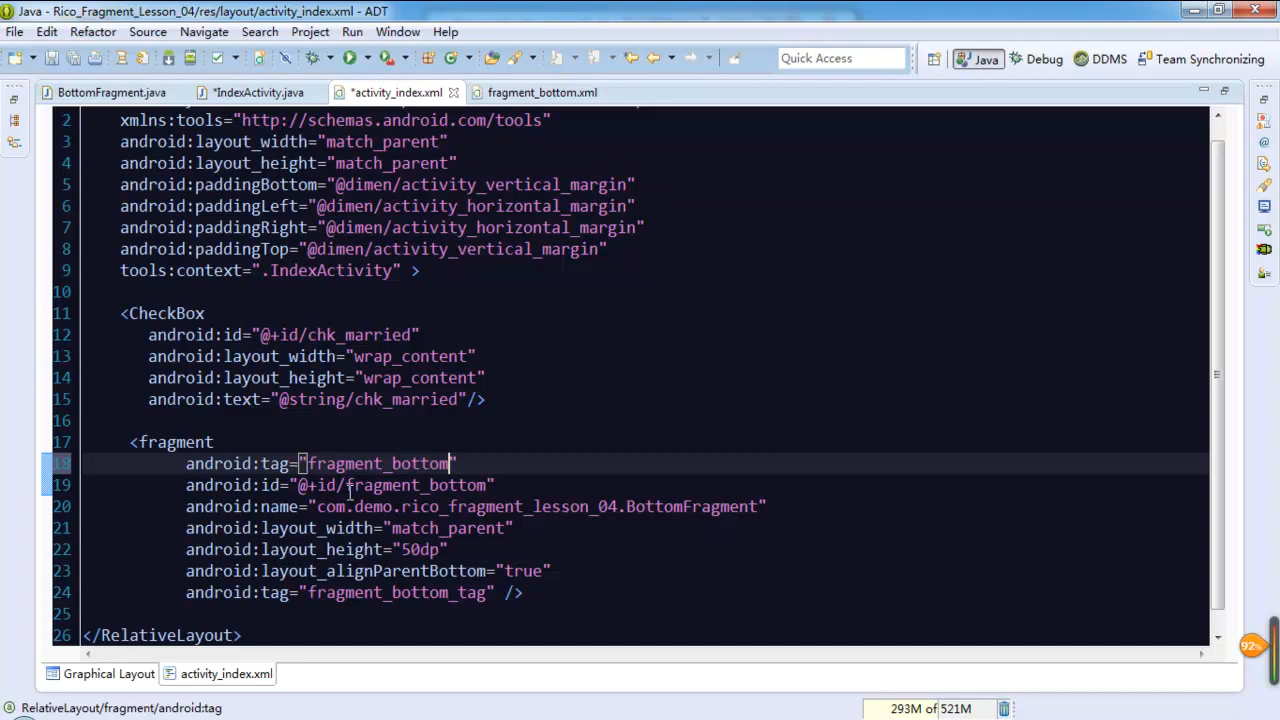 Java - Rico_Fragment_Lesson_04/res/layout/activity_index.xml - ADT
File Edit Refactor Source Navigate Search Project Run Window Help
Quick Access
Java Debug DDMS Team Synchronizing
BottomFragment.java *IndexActivity.java *activity_index.xml fragment_bottom.xml
2 xmlns:tools="http://schemas.android.com/tools"
3 android:layout_width="match_parent"
4 android:layout_height="match_parent"
5 android:paddingBottom="@dimen/activity_vertical_margin"
6 android:paddingLeft="@dimen/activity_horizontal_margin"
7 android:paddingRight="@dimen/activity_horizontal_margin"
8 android:paddingTop="@dimen/activity_vertical_margin"
9 tools:context=".IndexActivity" >
10
11 <CheckBox
12 android:id="@+id/chk_married"
13 android:layout_width="wrap_content"
14 android:layout_height="wrap_content"
15 android:text="@string/chk_married"/>
16
17 <fragment
18 android:tag="fragment_bottom"
19 android:id="@+id/fragment_bottom"
20 android:name="com.demo.rico_fragment_lesson_04.BottomFragment"
21 android:layout_width="match_parent"
22 android:layout_height="50dp"
23 android:layout_alignParentBottom="true"
24 android:tag="fragment_bottom_tag" />
25
26 </RelativeLayout>
92%
Graphical Layout activity_index.xml
RelativeLayout/fragment/android:tag 293M of 521M